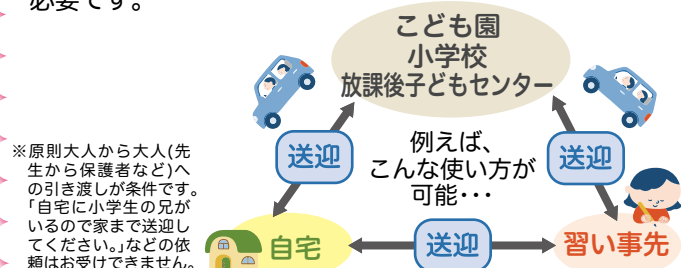 必要です。
こども園
小学校
放課後子どもセンター
送迎
例えば、
こんな使い方が
可能･･･
送迎
※原則大人から大人(先
生から保護者など)へ
の引き渡しが条件です。
「自宅に小学生の兄が
いるので家まで送迎し
てください。」などの依
頼はお受けできません。
自宅
送迎
習い事先